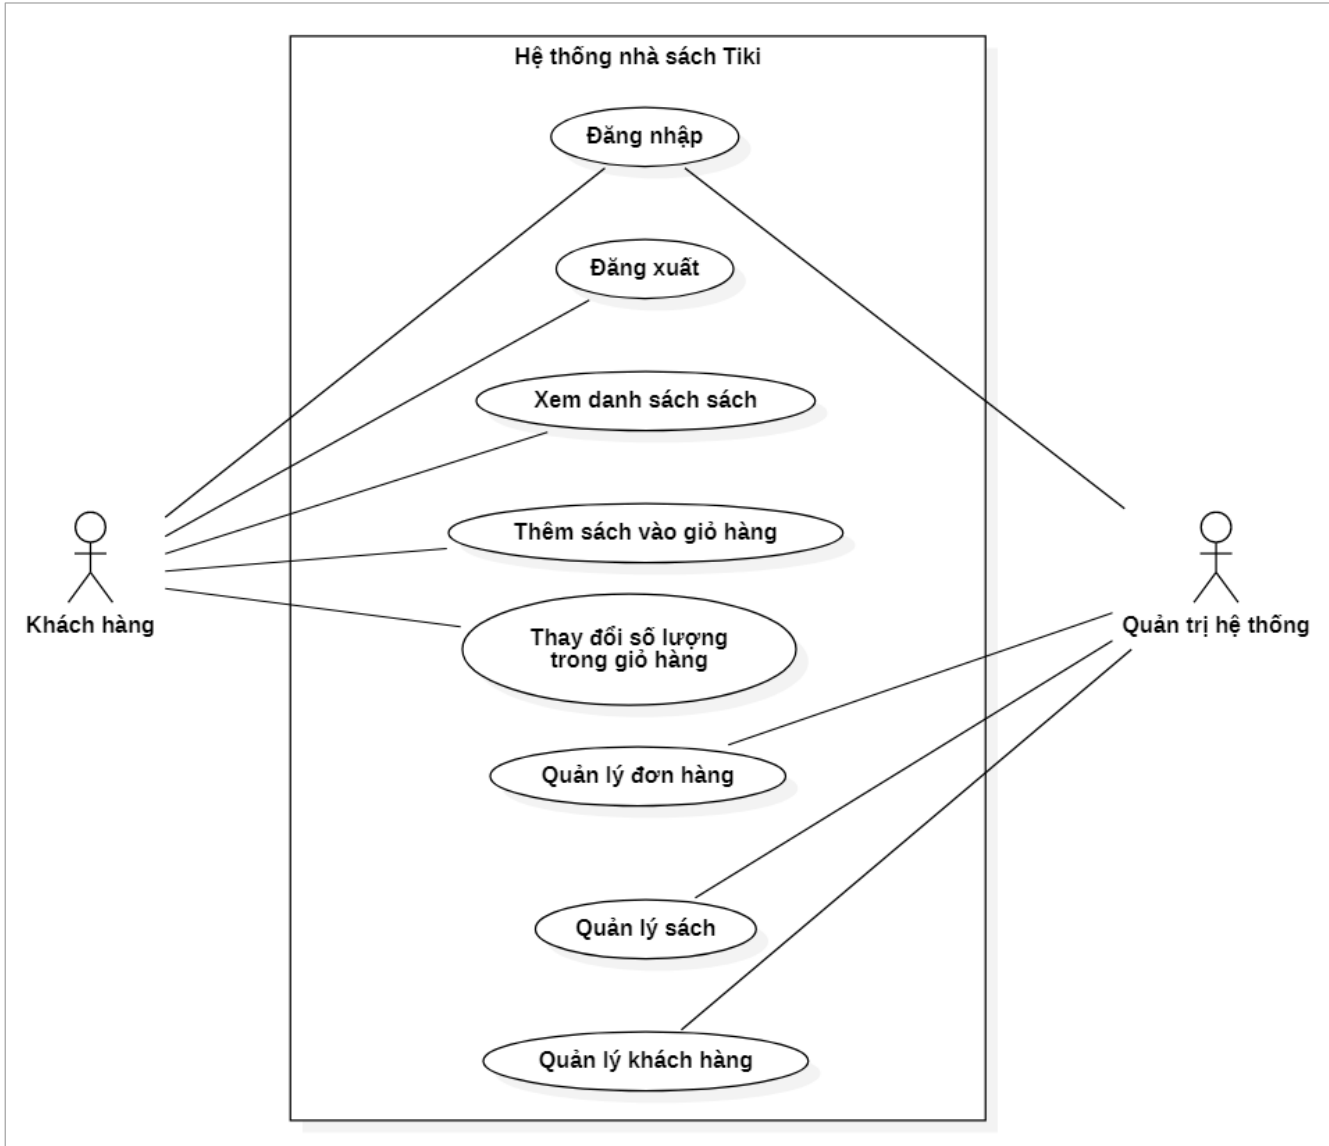 Hệ thống nhà sách Tiki
Đăng nhập
Đăng xuất
Xem danh sách sách
Thêm sách vào giỏ hàng
Khách hàng
Quản trị hệ thống
Thay đổi số lượng
trong giỏ hàng
Quản lý đơn hàng
Quản lý sách
Quản lý khách hàng